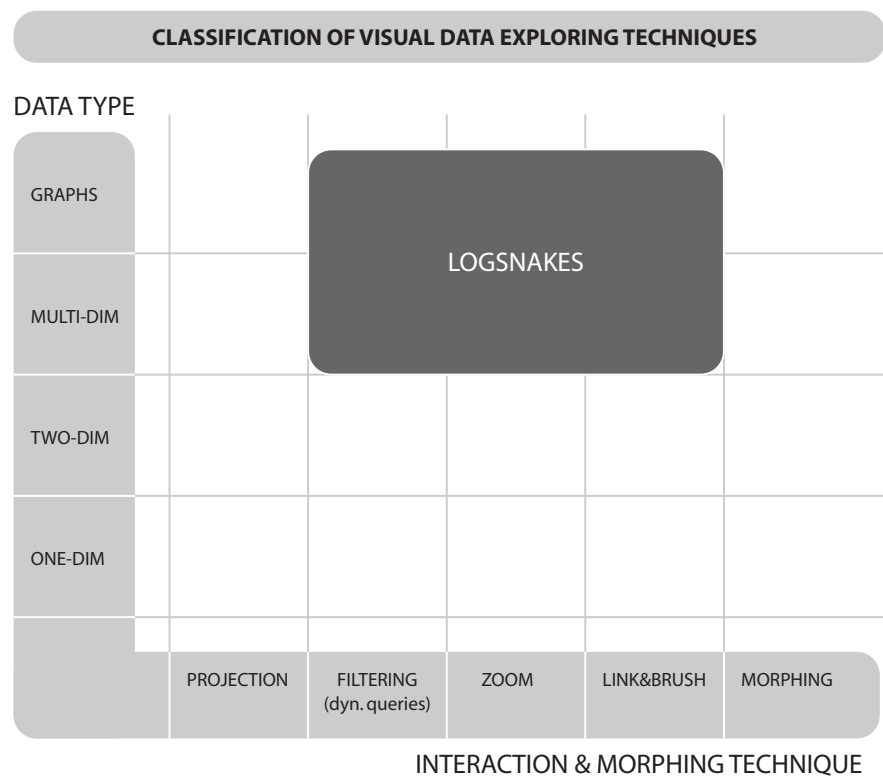 CLASSIFICATION OF VISUAL DATA EXPLORING TECHNIQUES
DATA TYPE
GRAPHS
LOGSNAKES
MULTI-DIM
TWO-DIM
ONE-DIM
PROJECTION
FILTERING
(dyn. queries)
ZOOM
LINK&BRUSH
MORPHING
INTERACTION & MORPHING TECHNIQUE